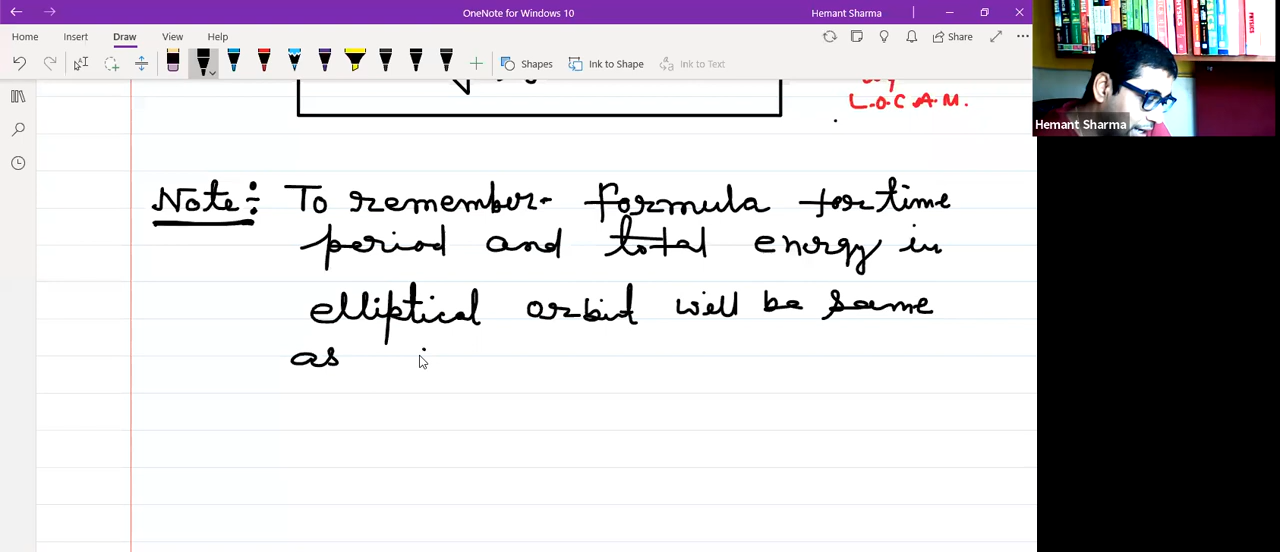 OneNote for Windows 10
Hemant Sharma
Home Insert Draw View Help
Share
Shapes Ink to Shape Ink to Text
L.O.C.A.M.
Note:- To remember formula for time
period and total energy in
elliptical orbit will be same
as
Hemant Sharma
PHYSICS